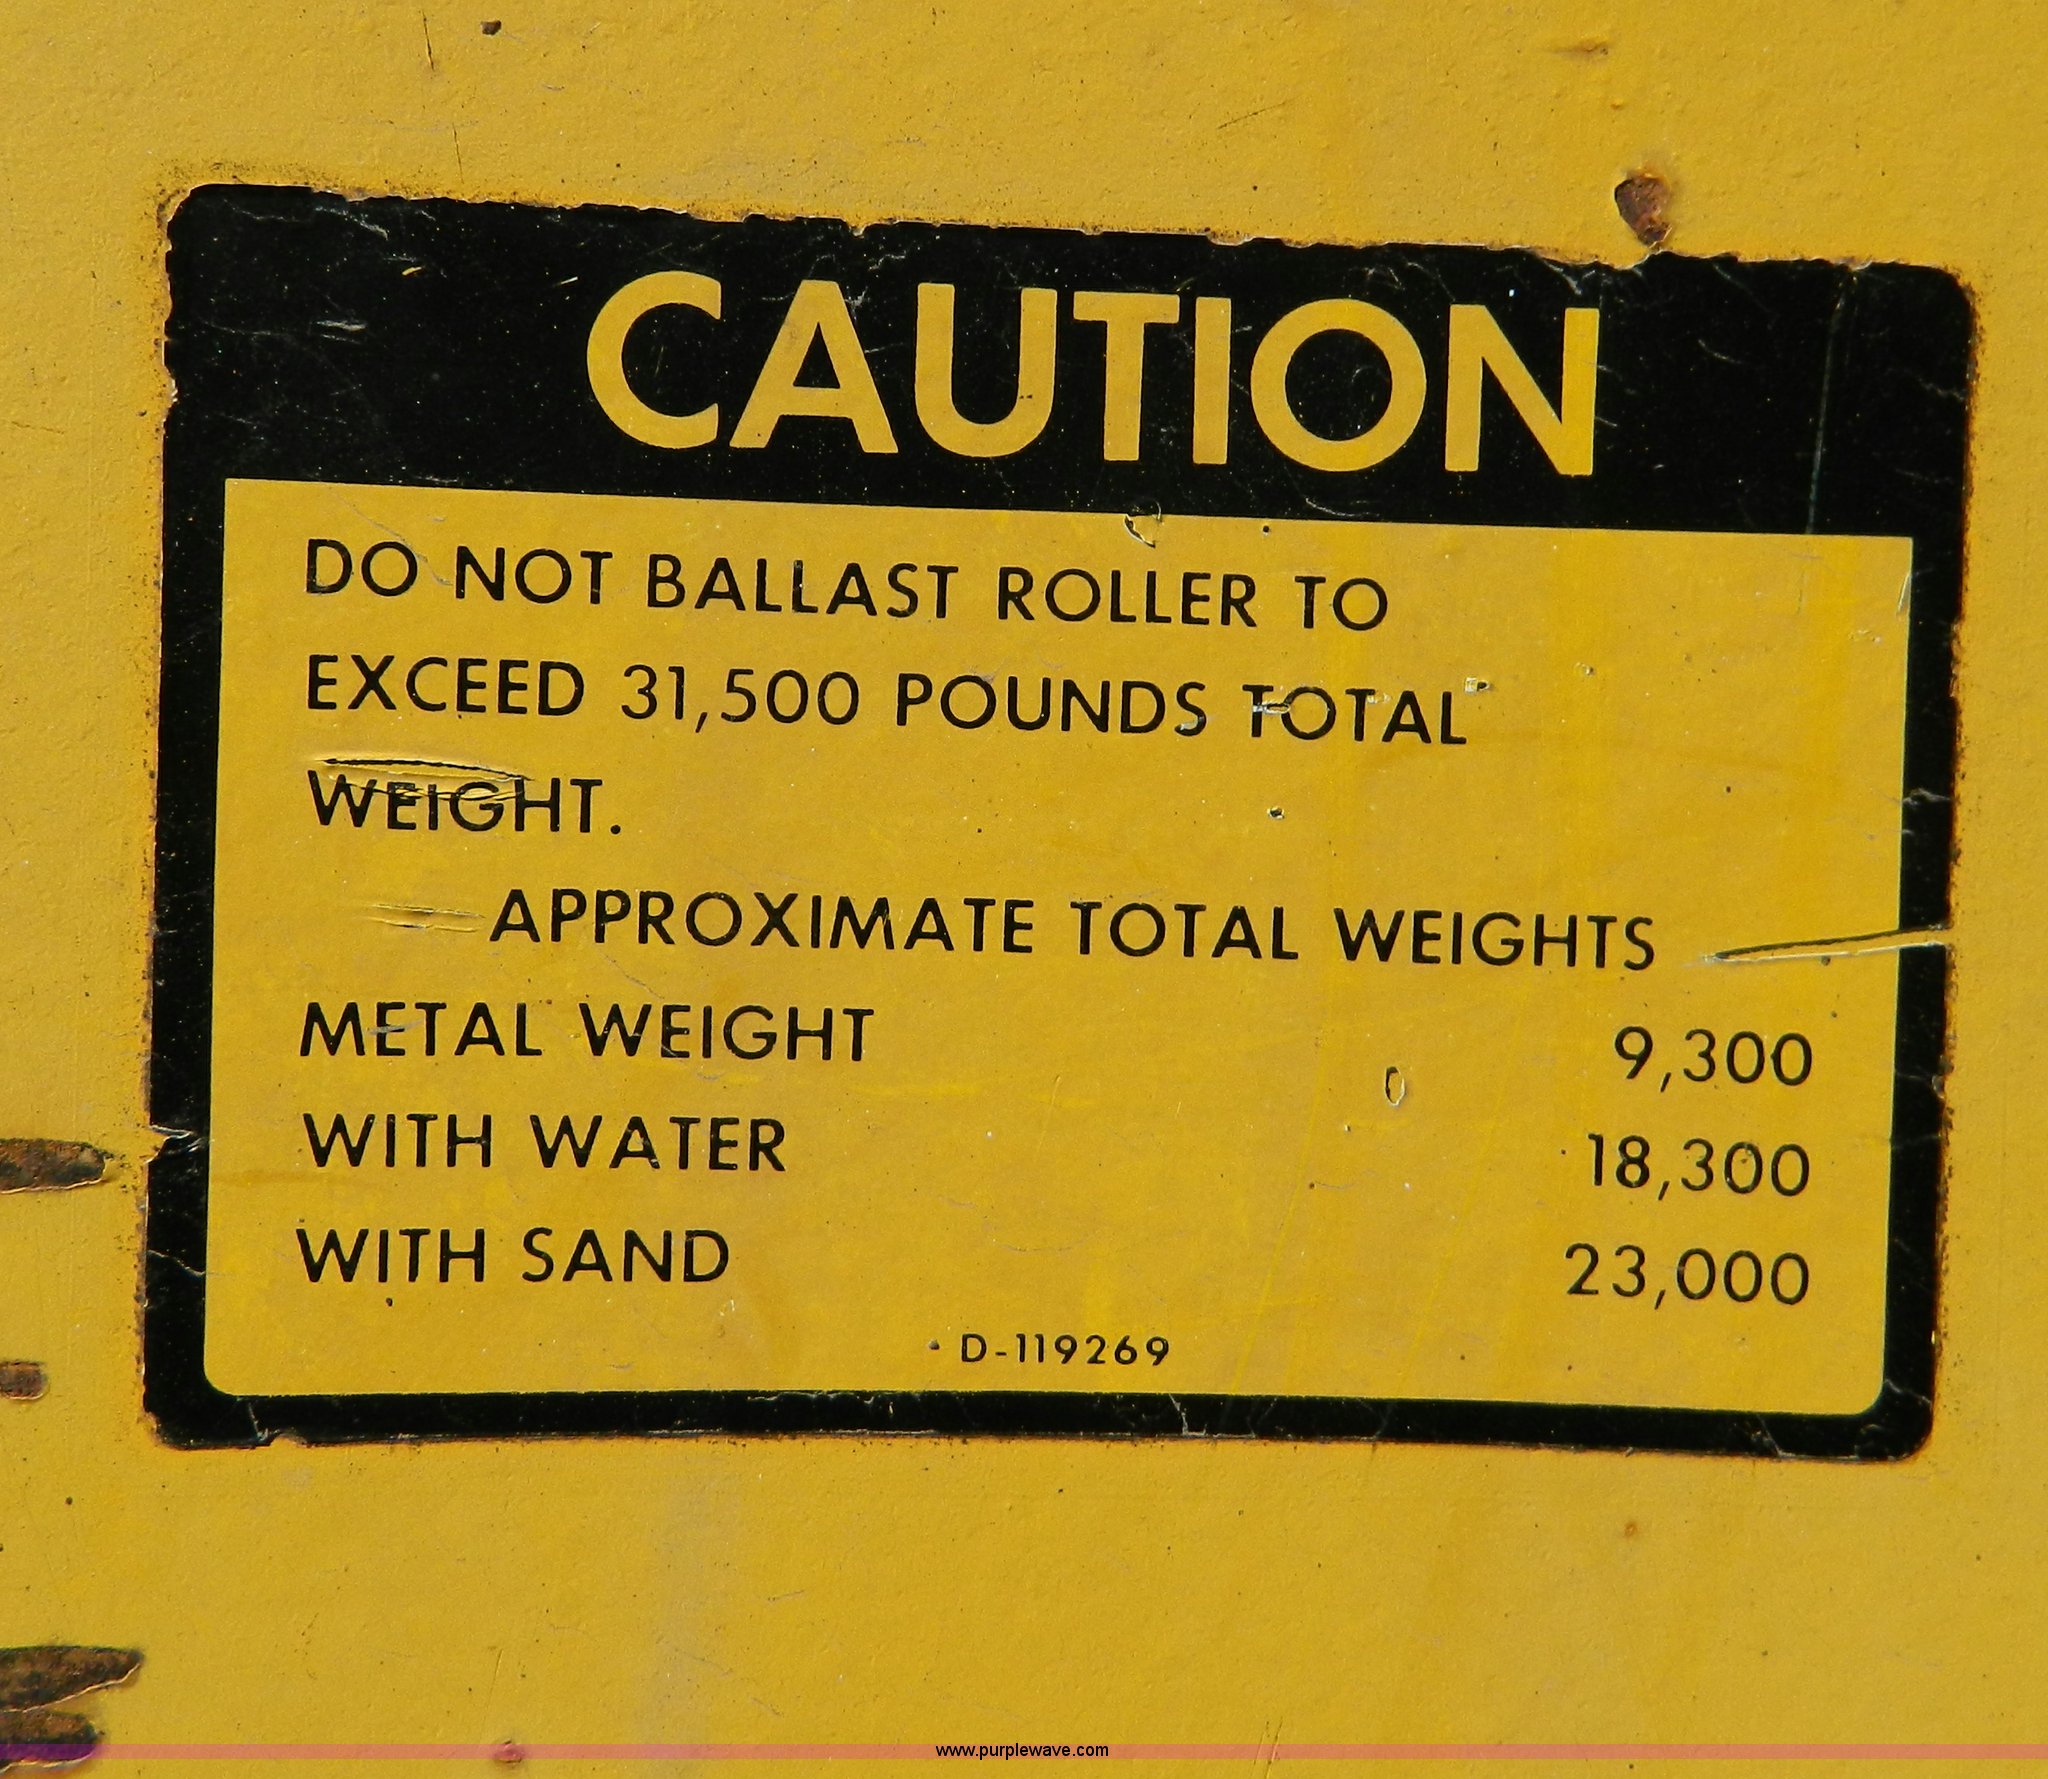 CAUTION
DO NOT BALLAST ROLLER TO
EXCEED 31,500 POUNDS TOTAL
WEIGHT.
APPROXIMATE TOTAL WEIGHTS
METAL WEIGHT 9,300
WITH WATER 18,300
WITH SAND 23,000
D-119269
www.purplewave.com